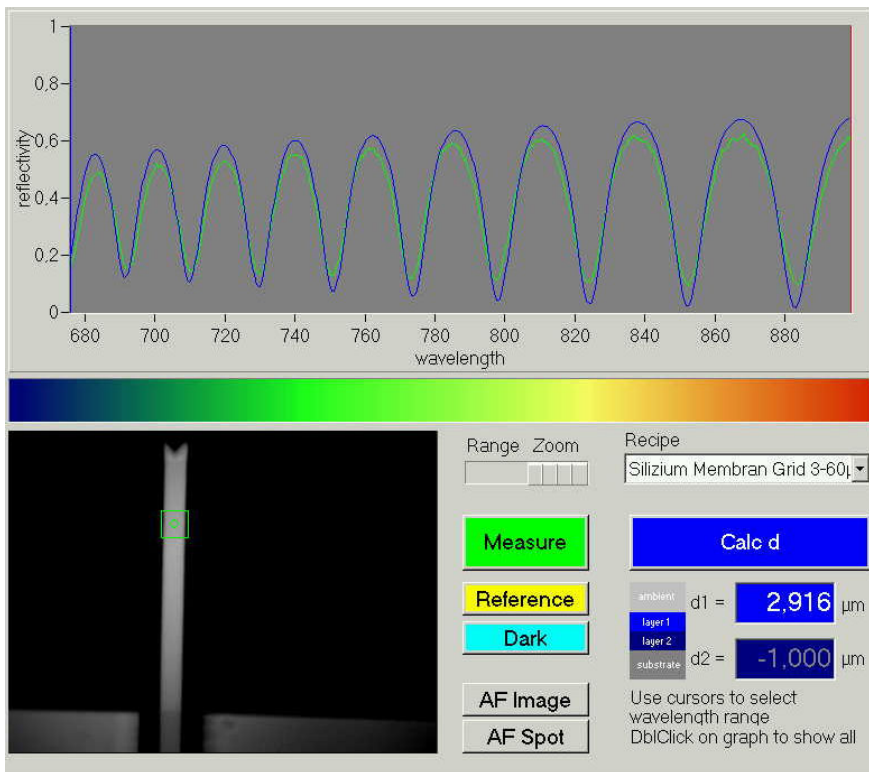 1
0,8
0,6
0,4
0,2
0
reflectivity
680 700 720 740 760 780 800 820 840 860 880
wavelength
Range Zoom
Recipe
Silizium Membran Grid 3-60µ
Measure
Calc d
Reference
Dark
ambient
layer 1
layer 2
substrate
d1 = 2,916 µm
d2 = -1,000 µm
AF Image
AF Spot
Use cursors to select
wavelength range
DblClick on graph to show all